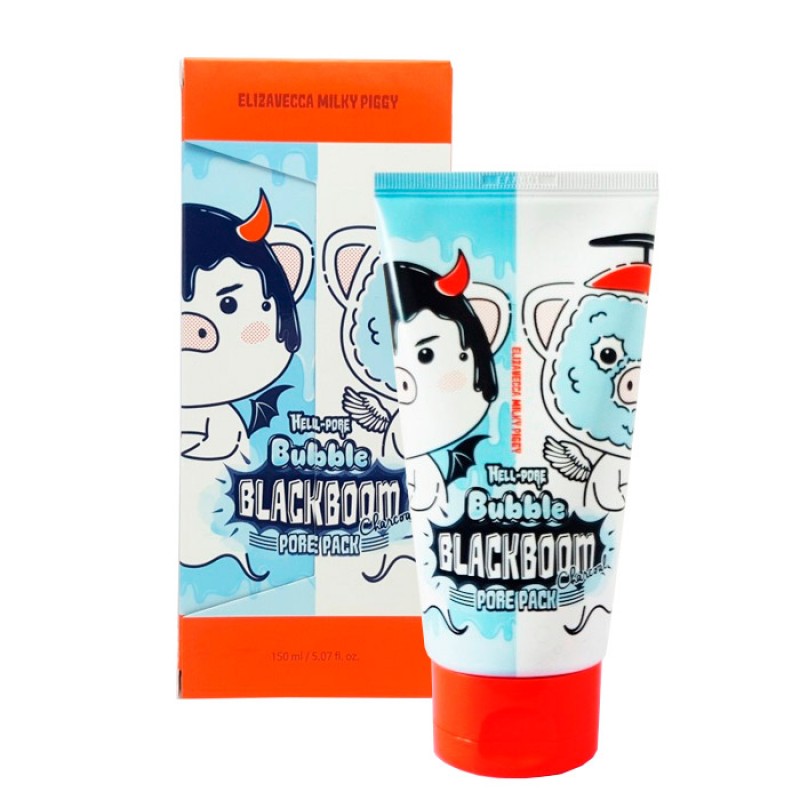 ELIZAVECCA MILKY PIGGY
HELL-PORE
Bubble
BLACKBOOM
Charcoal
PORE PACK
150 ml / 5.07 fl. oz.
ELIZAVECCA MILKY PIGGY
HELL-PORE
Bubble
BLACKBOOM
Charcoal
PORE PACK